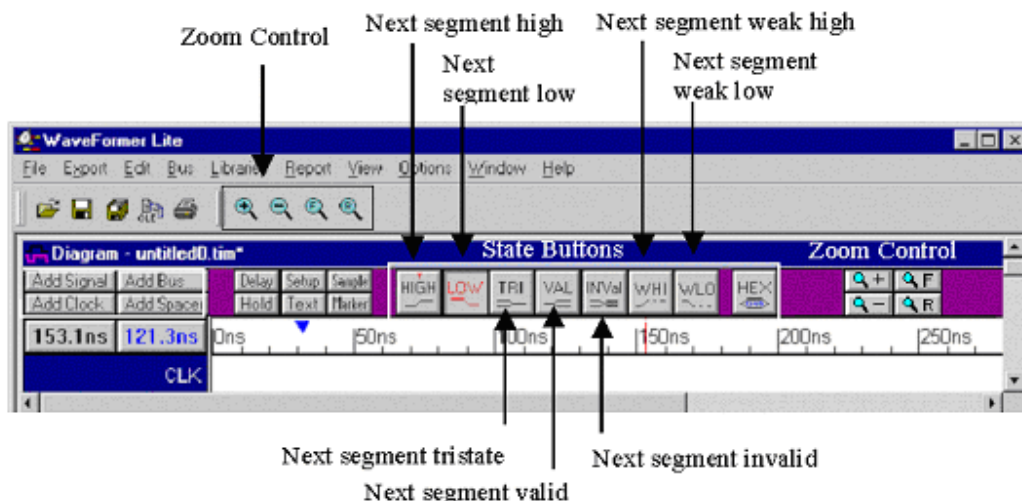 Zoom Control
Next segment high
Next segment weak high
Next
segment low
Next segment
weak low
WaveFormer Lite
File Export Edit Bus Libraries Report View Options Window Help
Diagram - untitled0.tim*
State Buttons
Zoom Control
Add Signal Add Bus Delay Setup Sample HIGH LOW TRI VAL INVal WHI WLO HEX + F
Add Clock Add Spacer Hold Text Marker - R
153.1ns 121.3ns 0ns 50ns 100ns 150ns 200ns 250ns
CLK
Next segment tristate
Next segment invalid
Next segment valid